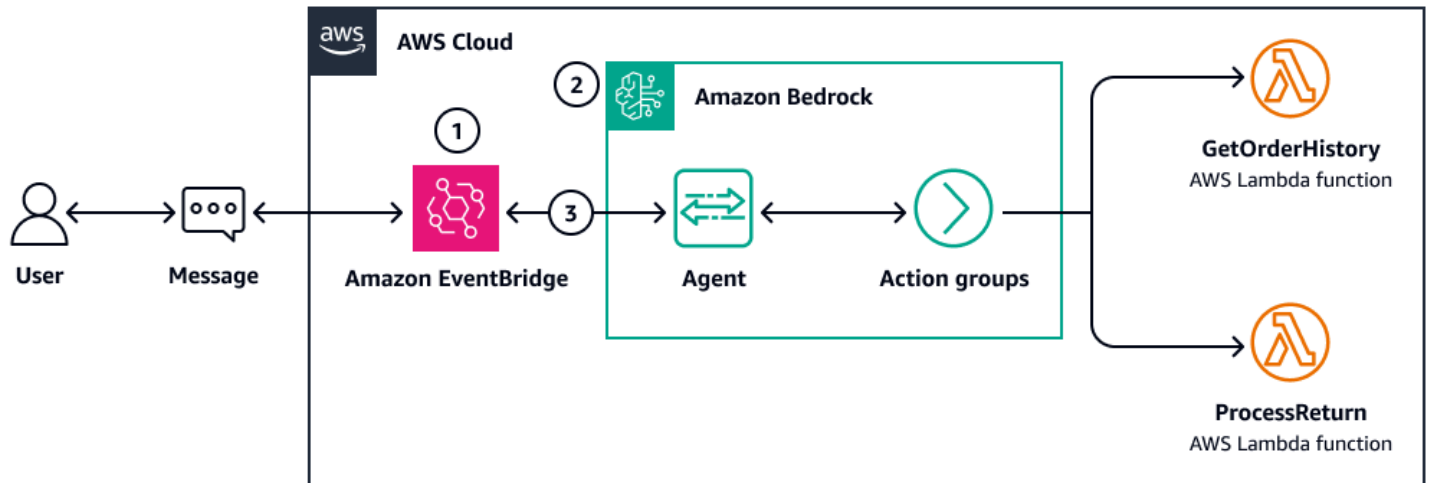 aws
AWS Cloud
2
Amazon Bedrock
1
GetOrderHistory
AWS Lambda function
3
User
Message
Amazon EventBridge
Agent
Action groups
ProcessReturn
AWS Lambda function